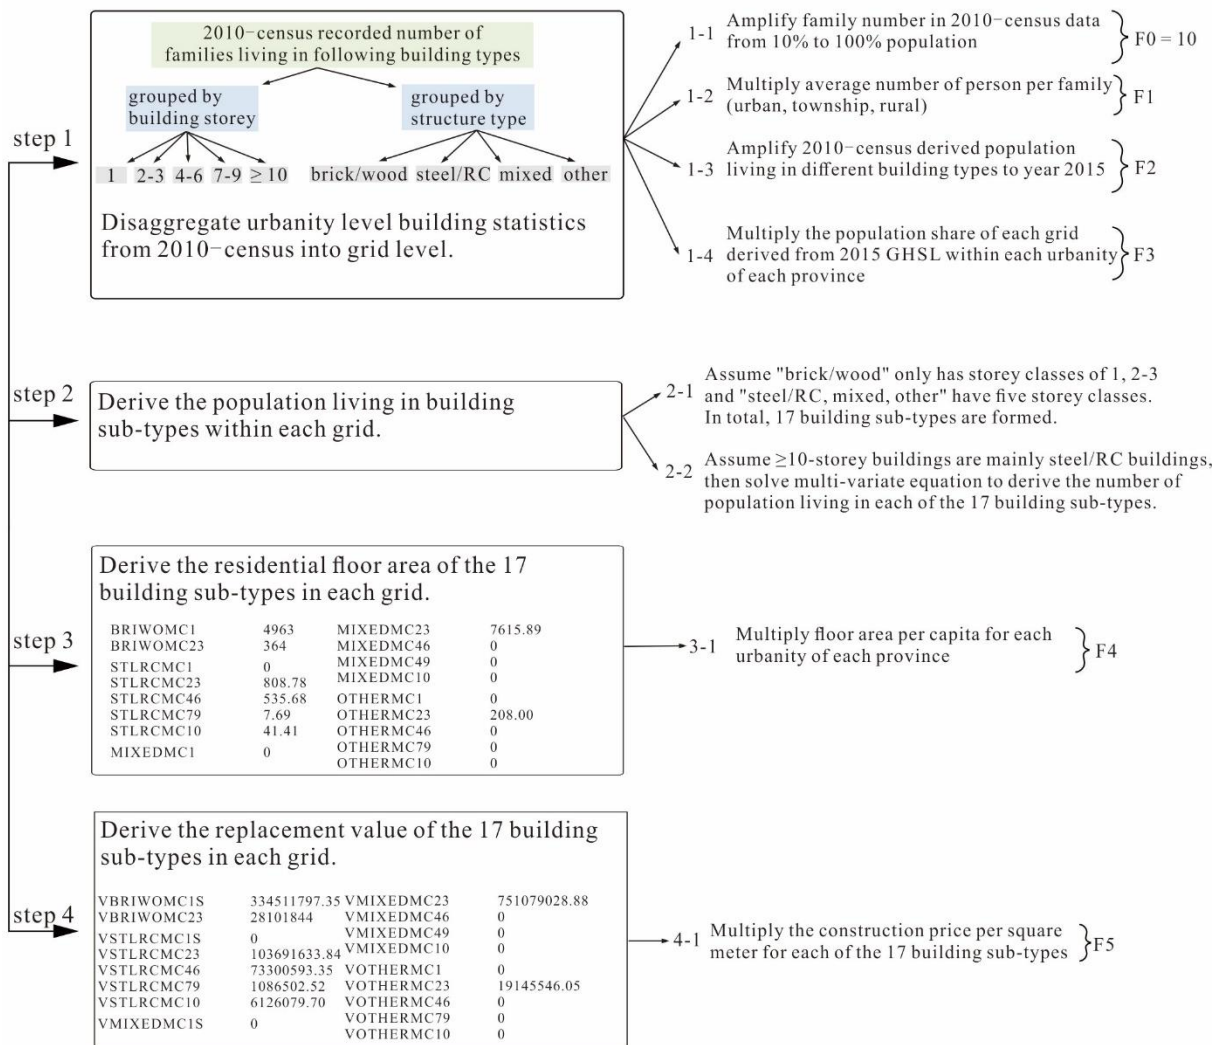 step 1
2010-census recorded number of
families living in following building types
grouped by
building storey
grouped by
structure type
1 2-3 4-6 7-9 ≥10
brick/wood steel/RC mixed other
Disaggregate urbanity level building statistics
from 2010-census into grid level.
1-1 Amplify family number in 2010-census data
from 10% to 100% population
F0 = 10
1-2 Multiply average number of person per family
(urban, township, rural)
F1
1-3 Amplify 2010-census derived population
living in different building types to year 2015
F2
1-4 Multiply the population share of each grid
derived from 2015 GHSL within each urbanity
of each province
F3
step 2
Derive the population living in building
sub-types within each grid.
2-1 Assume "brick/wood" only has storey classes of 1, 2-3
and "steel/RC, mixed, other" have five storey classes.
In total, 17 building sub-types are formed.
2-2 Assume ≥10-storey buildings are mainly steel/RC buildings,
then solve multi-variate equation to derive the number of
population living in each of the 17 building sub-types.
step 3
Derive the residential floor area of the 17
building sub-types in each grid.
BRIWOMC1 4963
BRIWOMC23 364
STLRCMC1 0
STLRCMC23 808.78
STLRCMC46 535.68
STLRCMC79 7.69
STLRCMC10 41.41
MIXEDMC1 0
MIXEDMC23 7615.89
MIXEDMC46 0
MIXEDMC49 0
MIXEDMC10 0
OTHERMC1 0
OTHERMC23 208.00
OTHERMC46 0
OTHERMC79 0
OTHERMC10 0
3-1 Multiply floor area per capita for each
urbanity of each province
F4
step 4
Derive the replacement value of the 17 building
sub-types in each grid.
VBRIWOMC1S 334511797.35
VBRIWOMC23 28101844
VSTLRCMC1S 0
VSTLRCMC23 103691633.84
VSTLRCMC46 73300593.35
VSTLRCMC79 1086502.52
VSTLRCMC10 6126079.70
VMIXEDMC1S 0
VMIXEDMC23 751079028.88
VMIXEDMC46 0
VMIXEDMC49 0
VMIXEDMC10 0
VOTHERMC1 0
VOTHERMC23 19145546.05
VOTHERMC46 0
VOTHERMC79 0
VOTHERMC10 0
4-1 Multiply the construction price per square
meter for each of the 17 building sub-types
F5